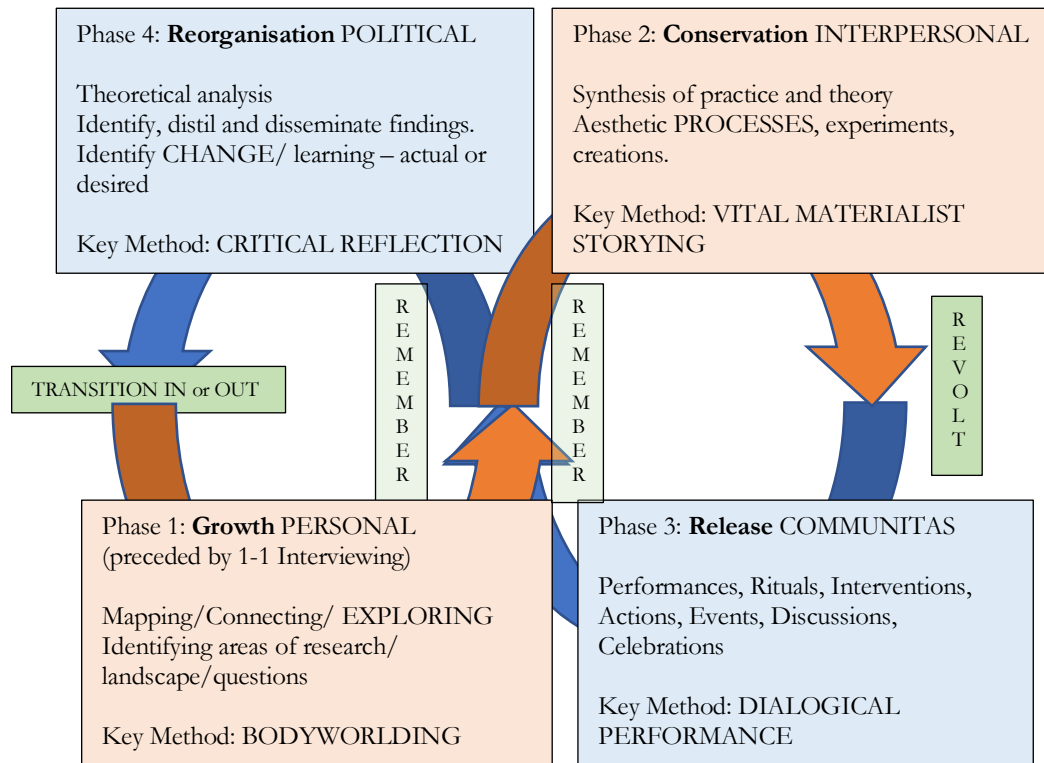 Phase 4: Reorganisation POLITICAL
Theoretical analysis
Identify, distil and disseminate findings.
Identify CHANGE/ learning – actual or
desired
Key Method: CRITICAL REFLECTION
Phase 2: Conservation INTERPERSONAL
Synthesis of practice and theory
Aesthetic PROCESSES, experiments,
creations.
Key Method: VITAL MATERIALIST
STORYING
TRANSITION IN or OUT
REMEMBER
REMEMBER
REVOLT
Phase 1: Growth PERSONAL
(preceded by 1-1 Interviewing)
Mapping/Connecting/ EXPLORING
Identifying areas of research/
landscape/questions
Key Method: BODYWORLDING
Phase 3: Release COMMUNITAS
Performances, Rituals, Interventions,
Actions, Events, Discussions,
Celebrations
Key Method: DIALOGICAL
PERFORMANCE